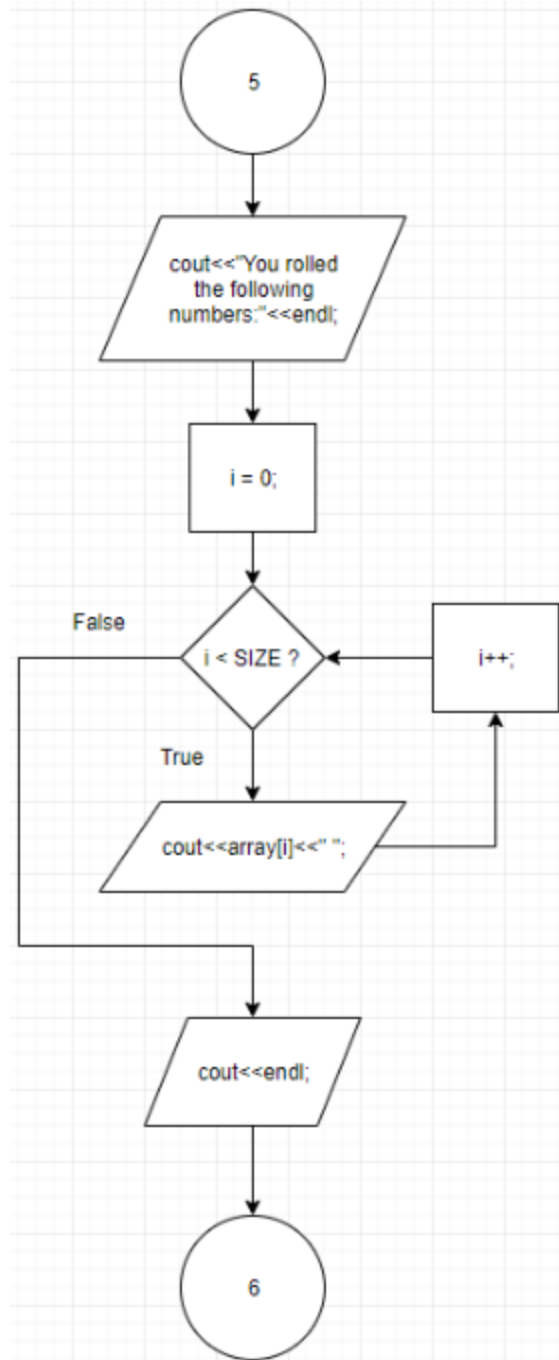 5
cout<<"You rolled
the following
numbers:"<<endl;
i = 0;
False
i < SIZE ?
i++;
True
cout<<array[i]<<" ";
cout<<endl;
6